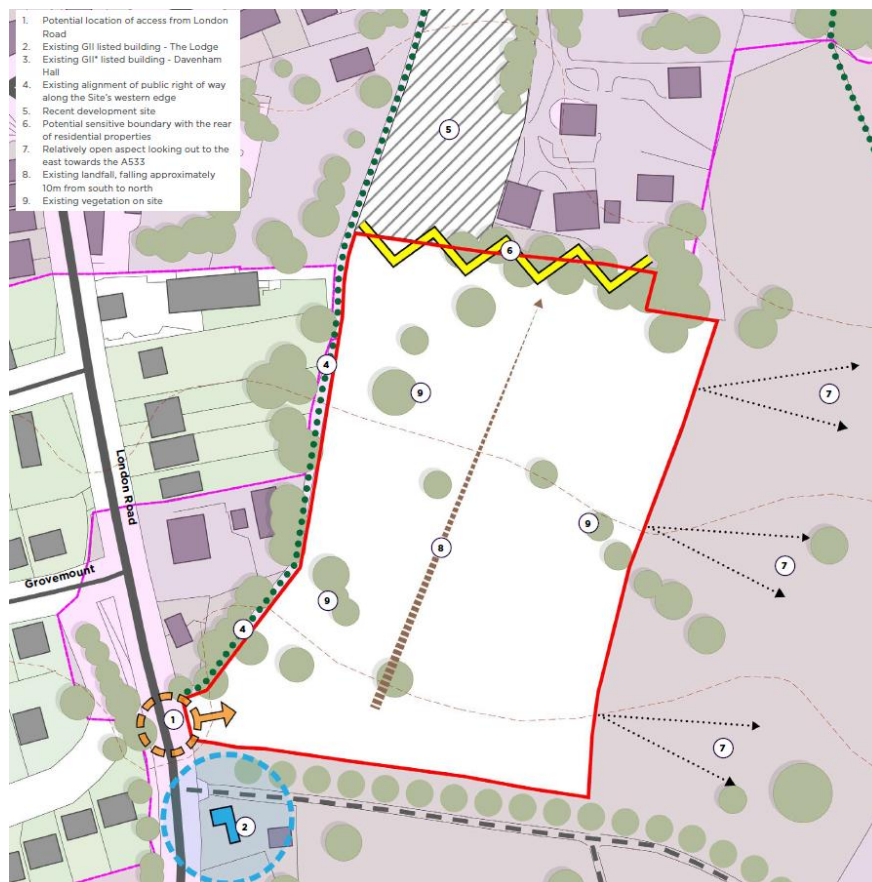 1. Potential location of access from London
Road
2. Existing GII listed building - The Lodge
3. Existing GII* listed building - Davenham
Hall
4. Existing alignment of public right of way
along the Site's western edge
5. Recent development site
6. Potential sensitive boundary with the rear
of residential properties
7. Relatively open aspect looking out to the
east towards the A533
8. Existing landfall, falling approximately
10m from south to north
9. Existing vegetation on site
5
6
4
9
7
London Road
9
8
7
Grovemount
9
4
1
7
2